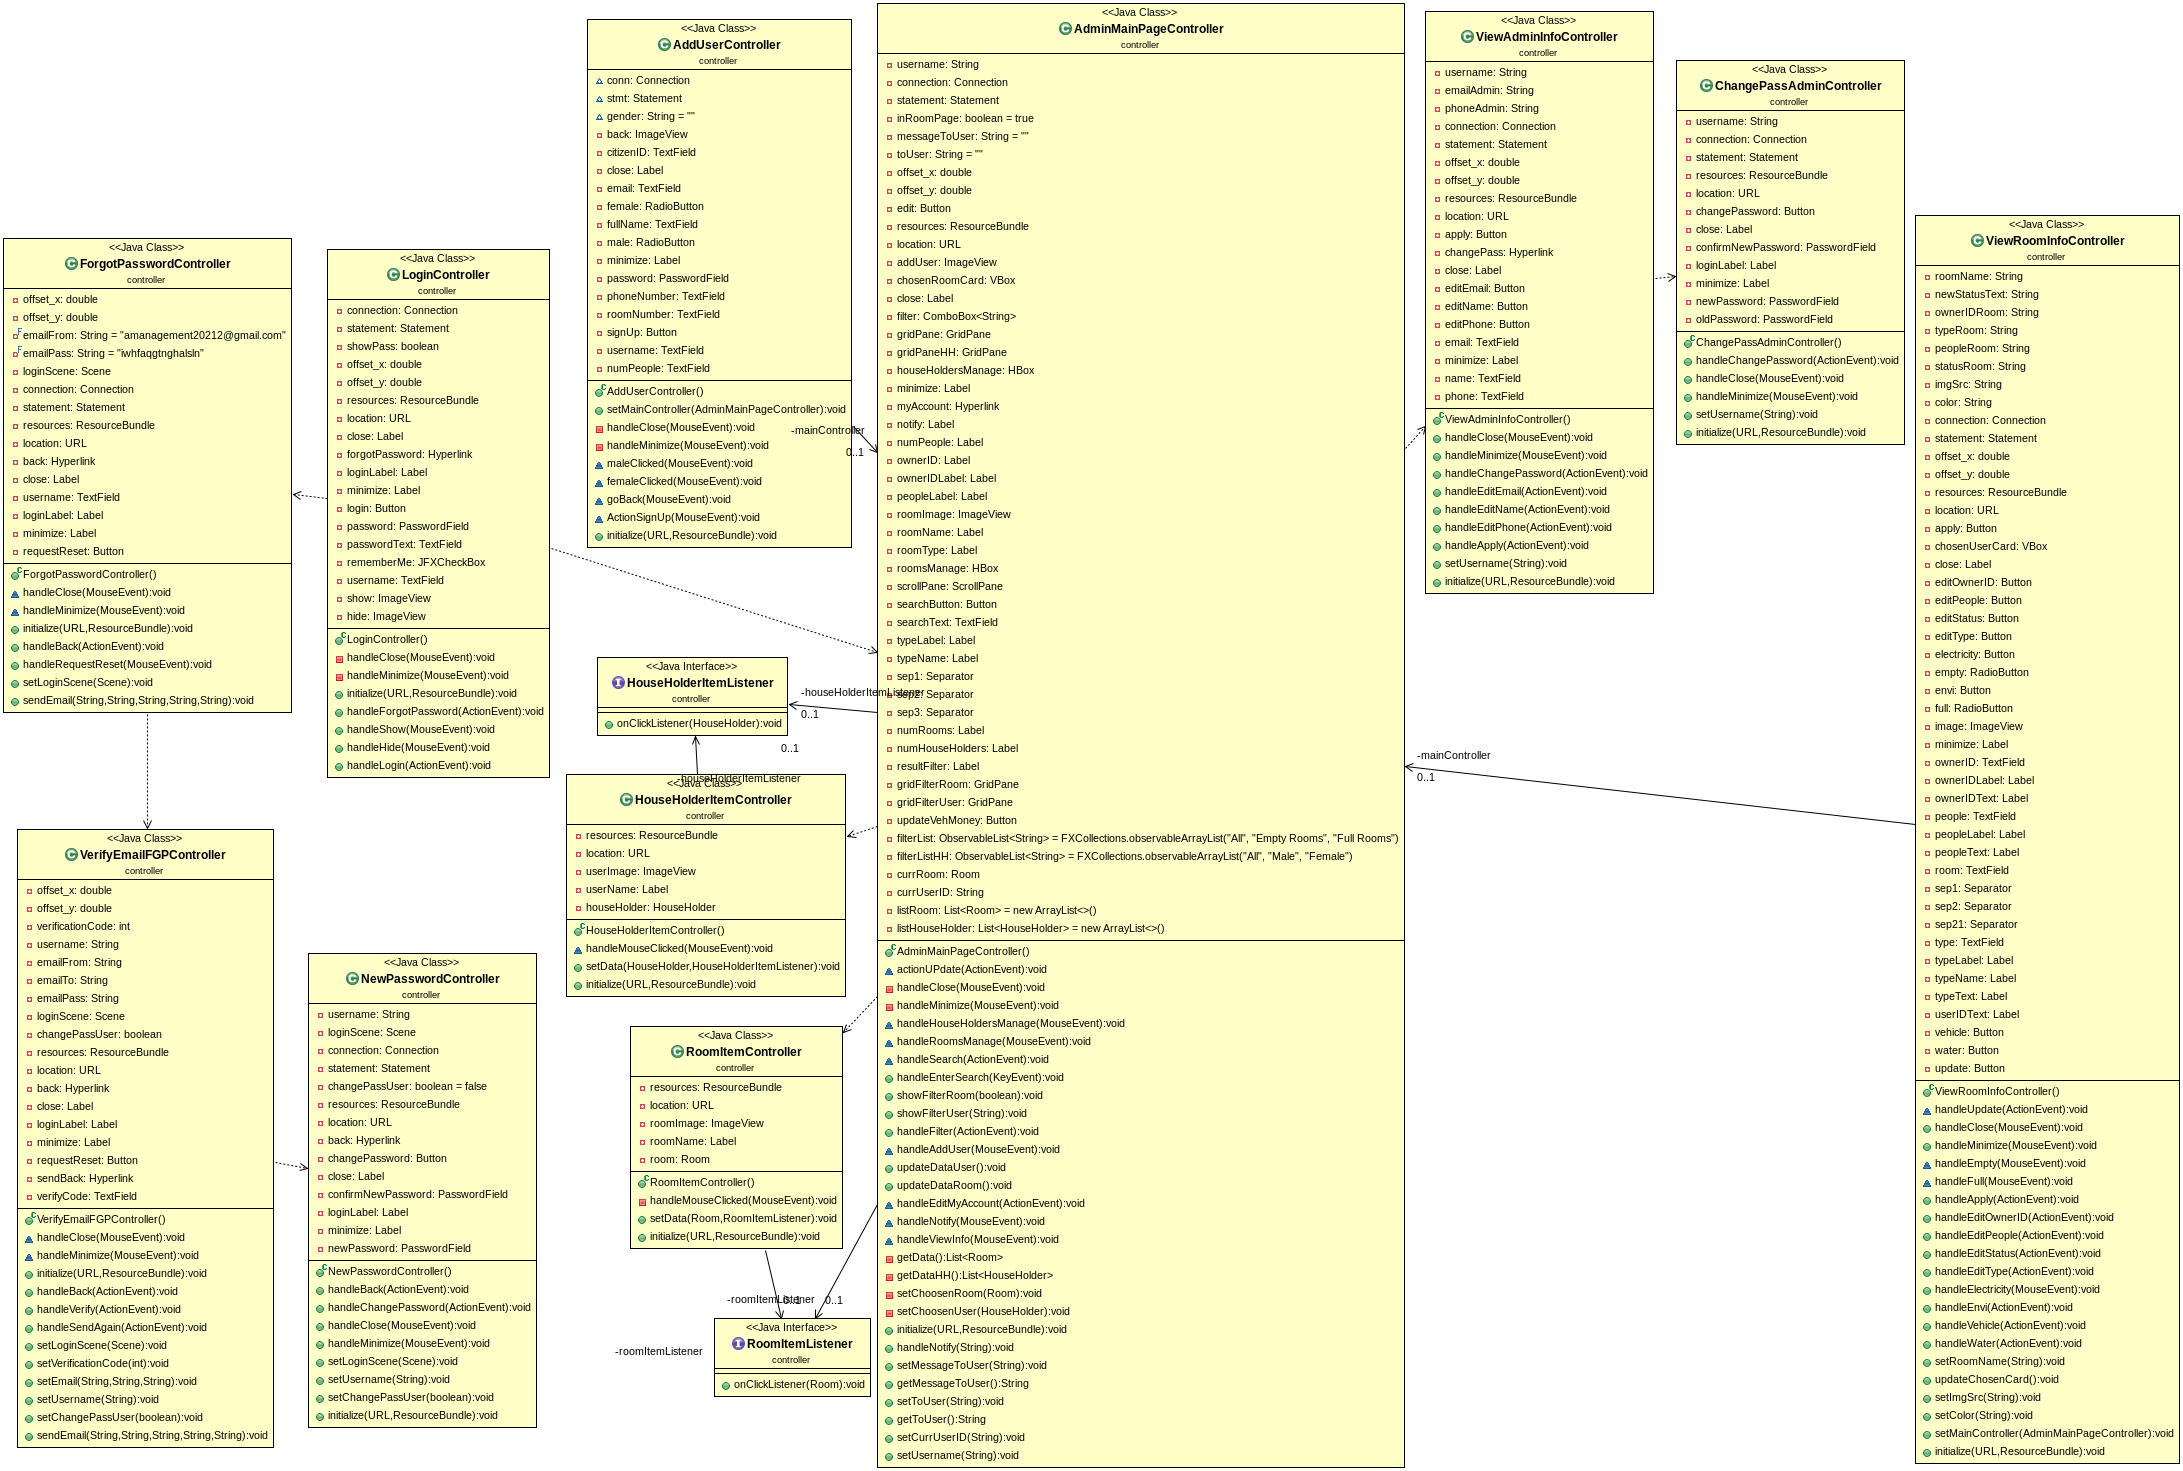 <<Java Class>>
ForgotPasswordController
controller
offset_x: double
offset_y: double
emailFrom: String = "amanagement20212@gmail.com"
emailPass: String = "iwhfaqgtnghalsln"
loginScene: Scene
connection: Connection
statement: Statement
resources: ResourceBundle
location: URL
back: Hyperlink
close: Label
username: TextField
loginLabel: Label
minimize: Label
requestReset: Button
ForgotPasswordController()
handleClose(MouseEvent):void
handleMinimize(MouseEvent):void
initialize(URL,ResourceBundle):void
handleBack(ActionEvent):void
handleRequestReset(MouseEvent):void
setLoginScene(Scene):void
sendEmail(String,String,String,String,String):void
<<Java Class>>
VerifyEmailFGPController
controller
offset_x: double
offset_y: double
verificationCode: int
username: String
emailFrom: String
emailTo: String
emailPass: String
loginScene: Scene
changePassUser: boolean
resources: ResourceBundle
location: URL
back: Hyperlink
close: Label
loginLabel: Label
minimize: Label
requestReset: Button
sendBack: Hyperlink
verifyCode: TextField
VerifyEmailFGPController()
handleClose(MouseEvent):void
handleMinimize(MouseEvent):void
initialize(URL,ResourceBundle):void
handleBack(ActionEvent):void
handleVerify(ActionEvent):void
handleSendAgain(ActionEvent):void
setLoginScene(Scene):void
setVerificationCode(int):void
setEmail(String,String,String):void
setUsername(String):void
setChangePassUser(boolean):void
sendEmail(String,String,String,String,String):void
<<Java Class>>
LoginController
controller
connection: Connection
statement: Statement
showPass: boolean
offset_x: double
offset_y: double
resources: ResourceBundle
location: URL
close: Label
forgotPassword: Hyperlink
loginLabel: Label
minimize: Label
login: Button
password: PasswordField
passwordText: TextField
rememberMe: JFXCheckBox
username: TextField
show: ImageView
hide: ImageView
LoginController()
handleClose(MouseEvent):void
handleMinimize(MouseEvent):void
initialize(URL,ResourceBundle):void
handleForgotPassword(ActionEvent):void
handleShow(MouseEvent):void
handleHide(MouseEvent):void
handleLogin(ActionEvent):void
<<Java Class>>
NewPasswordController
controller
username: String
loginScene: Scene
connection: Connection
statement: Statement
changePassUser: boolean = false
resources: ResourceBundle
location: URL
back: Hyperlink
changePassword: Button
close: Label
confirmNewPassword: PasswordField
loginLabel: Label
minimize: Label
newPassword: PasswordField
NewPasswordController()
handleBack(ActionEvent):void
handleChangePassword(ActionEvent):void
handleClose(MouseEvent):void
handleMinimize(MouseEvent):void
setLoginScene(Scene):void
setUsername(String):void
setChangePassUser(boolean):void
initialize(URL,ResourceBundle):void
<<Java Class>>
AddUserController
controller
conn: Connection
stmt: Statement
gender: String = ""
back: ImageView
citizenID: TextField
close: Label
email: TextField
female: RadioButton
fullName: TextField
male: RadioButton
minimize: Label
password: PasswordField
phoneNumber: TextField
roomNumber: TextField
signUp: Button
username: TextField
numPeople: TextField
AddUserController()
setMainController(AdminMainPageController):void
handleClose(MouseEvent):void
handleMinimize(MouseEvent):void
maleClicked(MouseEvent):void
femaleClicked(MouseEvent):void
goBack(MouseEvent):void
ActionSignUp(MouseEvent):void
initialize(URL,ResourceBundle):void
-mainController
0..1
<<Java Interface>>
HouseHolderItemListener
controller
onClickListener(HouseHolder):void
-houseHolderItemListener
0..1
0..1
-houseHolderItemListener
<<Java Class>>
HouseHolderItemController
controller
resources: ResourceBundle
location: URL
userImage: ImageView
userName: Label
houseHolder: HouseHolder
HouseHolderItemController()
handleMouseClicked(MouseEvent):void
setData(HouseHolder,HouseHolderItemListener):void
initialize(URL,ResourceBundle):void
<<Java Class>>
RoomItemController
controller
resources: ResourceBundle
location: URL
roomImage: ImageView
roomName: Label
room: Room
RoomItemController()
handleMouseClicked(MouseEvent):void
setData(Room,RoomItemListener):void
initialize(URL,ResourceBundle):void
-roomItemListener
0..1
0..1
-roomItemListener
<<Java Interface>>
RoomItemListener
controller
onClickListener(Room):void
<<Java Class>>
AdminMainPageController
controller
username: String
connection: Connection
statement: Statement
inRoomPage: boolean = true
messageToUser: String = ""
toUser: String = ""
offset_x: double
offset_y: double
edit: Button
resources: ResourceBundle
location: URL
addUser: ImageView
chosenRoomCard: VBox
close: Label
filter: ComboBox<String>
gridPane: GridPane
gridPaneHH: GridPane
houseHoldersManage: HBox
minimize: Label
myAccount: Hyperlink
notify: Label
numPeople: Label
ownerID: Label
ownerIDLabel: Label
peopleLabel: Label
roomImage: ImageView
roomName: Label
roomType: Label
roomsManage: HBox
scrollPane: ScrollPane
searchButton: Button
searchText: TextField
typeLabel: Label
typeName: Label
sep1: Separator
sep2: Separator
sep3: Separator
numRooms: Label
numHouseHolders: Label
resultFilter: Label
gridFilterRoom: GridPane
gridFilterUser: GridPane
updateVehMoney: Button
filterList: ObservableList<String> = FXCollections.observableArrayList("All", "Empty Rooms", "Full Rooms")
filterListHH: ObservableList<String> = FXCollections.observableArrayList("All", "Male", "Female")
currRoom: Room
currUserID: String
listRoom: List<Room> = new ArrayList<>()
listHouseHolder: List<HouseHolder> = new ArrayList<>()
AdminMainPageController()
actionUPdate(ActionEvent):void
handleClose(MouseEvent):void
handleMinimize(MouseEvent):void
handleHouseHoldersManage(MouseEvent):void
handleRoomsManage(MouseEvent):void
handleSearch(ActionEvent):void
handleEnterSearch(KeyEvent):void
showFilterRoom(boolean):void
showFilterUser(String):void
handleFilter(ActionEvent):void
handleAddUser(MouseEvent):void
updateDataUser():void
updateDataRoom():void
handleEditMyAccount(ActionEvent):void
handleNotify(MouseEvent):void
handleViewInfo(MouseEvent):void
getData():List<Room>
getDataHH():List<HouseHolder>
setChoosenRoom(Room):void
setChoosenUser(HouseHolder):void
initialize(URL,ResourceBundle):void
handleNotify(String):void
setMessageToUser(String):void
getMessageToUser():String
setToUser(String):void
getToUser():String
setCurrUserID(String):void
setUsername(String):void
<<Java Class>>
ViewAdminInfoController
controller
username: String
emailAdmin: String
phoneAdmin: String
connection: Connection
statement: Statement
offset_x: double
offset_y: double
resources: ResourceBundle
location: URL
apply: Button
changePass: Hyperlink
close: Label
editEmail: Button
editName: Button
editPhone: Button
email: TextField
minimize: Label
name: TextField
phone: TextField
ViewAdminInfoController()
handleClose(MouseEvent):void
handleMinimize(MouseEvent):void
handleChangePassword(ActionEvent):void
handleEditEmail(ActionEvent):void
handleEditName(ActionEvent):void
handleEditPhone(ActionEvent):void
handleApply(ActionEvent):void
setUsername(String):void
initialize(URL,ResourceBundle):void
-mainController
0..1
<<Java Class>>
ChangePassAdminController
controller
username: String
connection: Connection
statement: Statement
resources: ResourceBundle
location: URL
changePassword: Button
close: Label
confirmNewPassword: PasswordField
loginLabel: Label
minimize: Label
newPassword: PasswordField
oldPassword: PasswordField
ChangePassAdminController()
handleChangePassword(ActionEvent):void
handleClose(MouseEvent):void
handleMinimize(MouseEvent):void
setUsername(String):void
initialize(URL,ResourceBundle):void
<<Java Class>>
ViewRoomInfoController
controller
roomName: String
newStatusText: String
ownerIDRoom: String
typeRoom: String
peopleRoom: String
statusRoom: String
imgSrc: String
color: String
connection: Connection
statement: Statement
offset_x: double
offset_y: double
resources: ResourceBundle
location: URL
apply: Button
chosenUserCard: VBox
close: Label
editOwnerID: Button
editPeople: Button
editStatus: Button
editType: Button
electricity: Button
empty: RadioButton
envi: Button
full: RadioButton
image: ImageView
minimize: Label
ownerID: TextField
ownerIDLabel: Label
ownerIDText: Label
people: TextField
peopleLabel: Label
peopleText: Label
room: TextField
sep1: Separator
sep2: Separator
sep21: Separator
type: TextField
typeLabel: Label
typeName: Label
typeText: Label
userIDText: Label
vehicle: Button
water: Button
update: Button
ViewRoomInfoController()
handleUpdate(ActionEvent):void
handleClose(MouseEvent):void
handleMinimize(MouseEvent):void
handleEmpty(MouseEvent):void
handleFull(MouseEvent):void
handleApply(ActionEvent):void
handleEditOwnerID(ActionEvent):void
handleEditPeople(ActionEvent):void
handleEditStatus(ActionEvent):void
handleEditType(ActionEvent):void
handleElectricity(MouseEvent):void
handleEnvi(ActionEvent):void
handleVehicle(ActionEvent):void
handleWater(ActionEvent):void
setRoomName(String):void
updateChosenCard():void
setImgSrc(String):void
setColor(String):void
setMainController(AdminMainPageController):void
initialize(URL,ResourceBundle):void